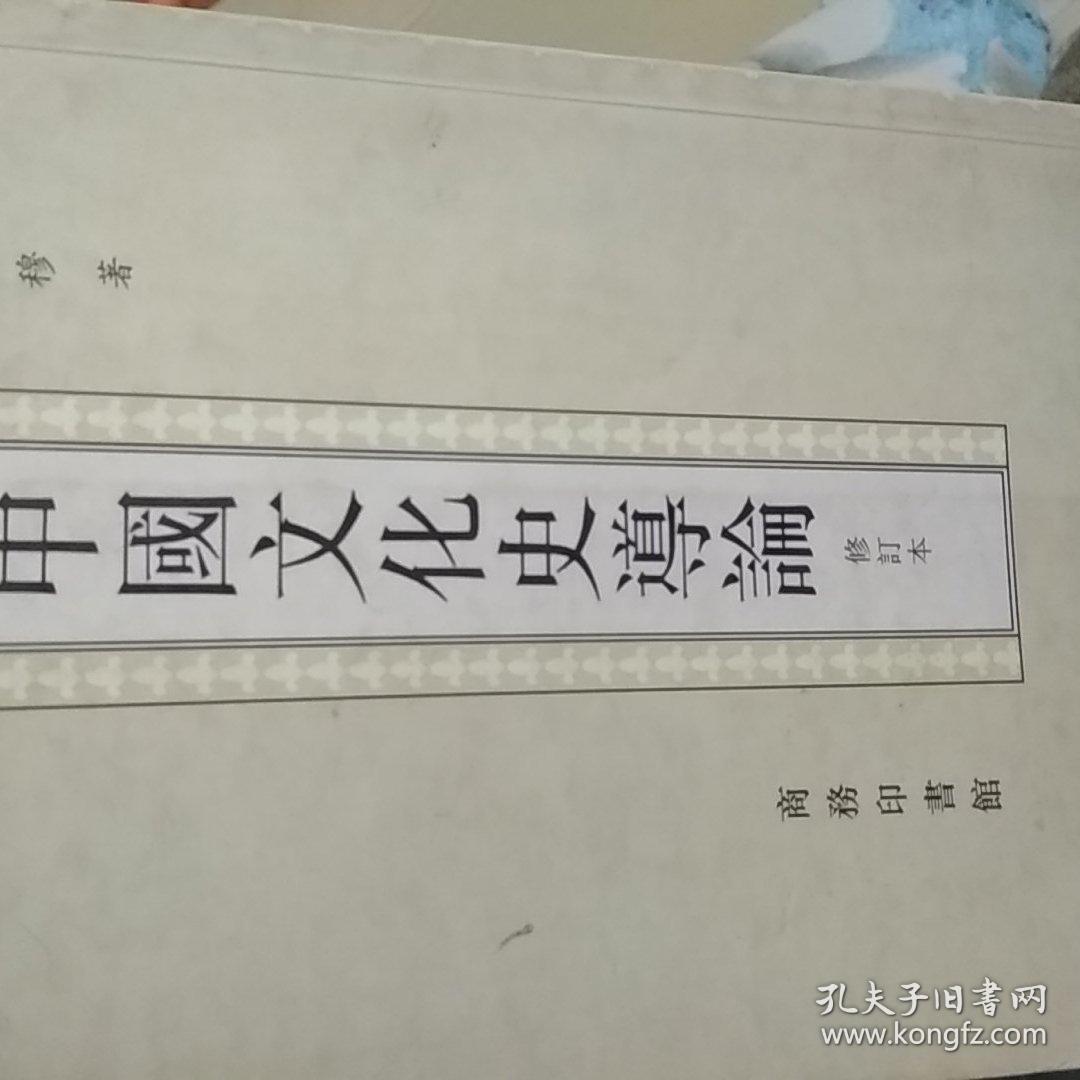 穆 著
中國文化史導論
修訂本
商務印書館
孔夫子旧書网
www.kongfz.com